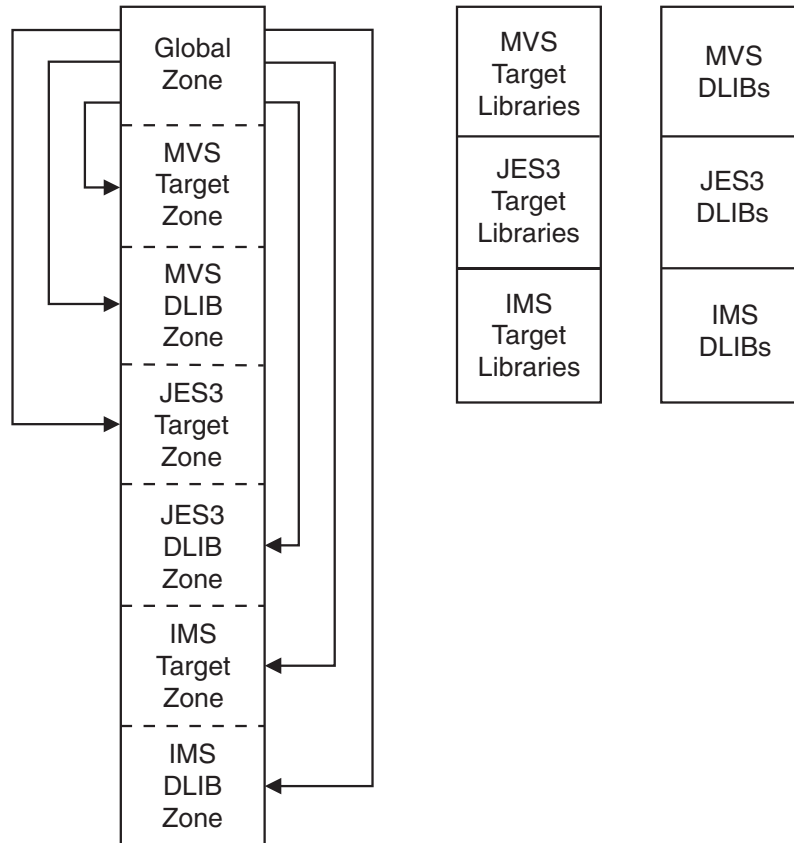 Global
Zone
MVS
Target
Zone
MVS
DLIB
Zone
JES3
Target
Zone
JES3
DLIB
Zone
IMS
Target
Zone
IMS
DLIB
Zone
MVS
Target
Libraries
JES3
Target
Libraries
IMS
Target
Libraries
MVS
DLIBs
JES3
DLIBs
IMS
DLIBs